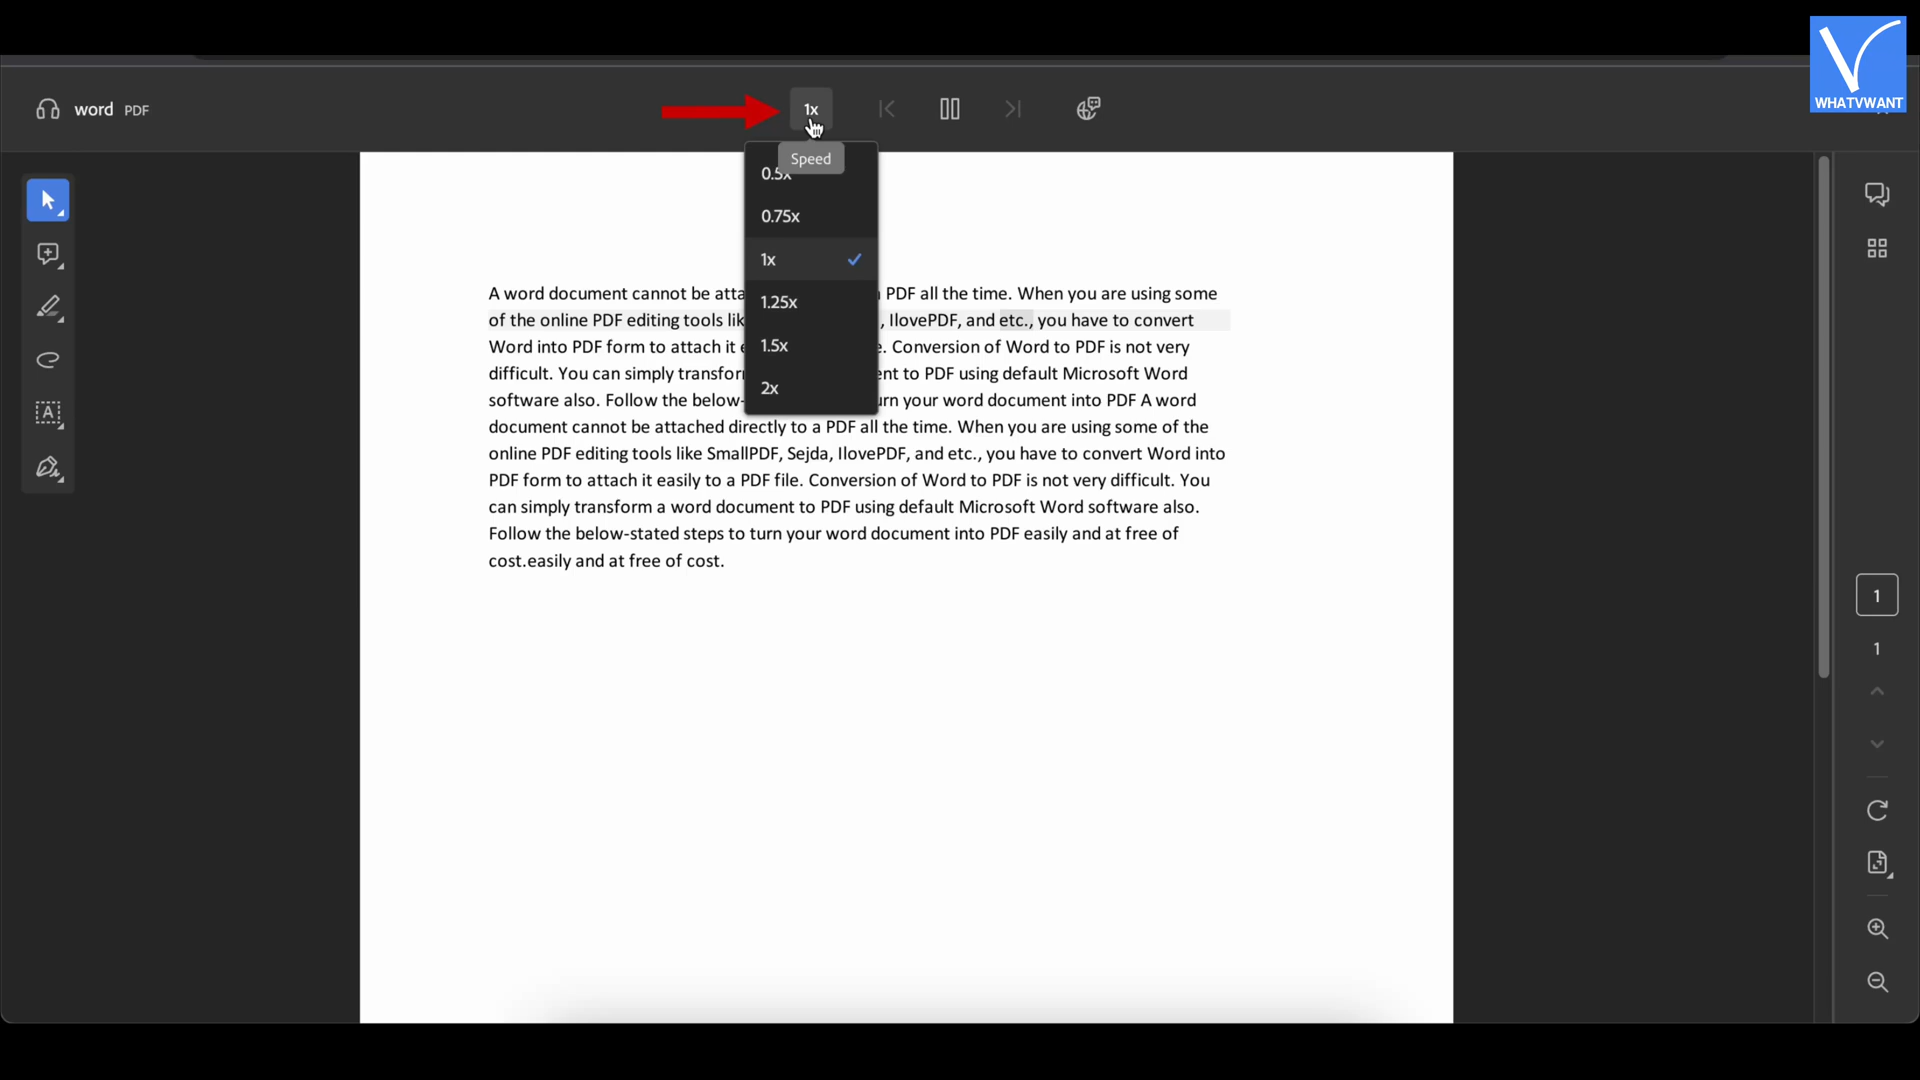 WHATVWANT
word PDF
1x
Speed
0.5x
0.75x
1x
1.25x
1.5x
2x
A word document cannot be atta PDF all the time. When you are using some
of the online PDF editing tools lik , IlovePDF, and etc., you have to convert
Word into PDF form to attach it e. Conversion of Word to PDF is not very
difficult. You can simply transfor ent to PDF using default Microsoft Word
software also. Follow the below- urn your word document into PDF A word
document cannot be attached directly to a PDF all the time. When you are using some of the
online PDF editing tools like SmallPDF, Sejda, IlovePDF, and etc., you have to convert Word into
PDF form to attach it easily to a PDF file. Conversion of Word to PDF is not very difficult. You
can simply transform a word document to PDF using default Microsoft Word software also.
Follow the below-stated steps to turn your word document into PDF easily and at free of
cost.easily and at free of cost.
1
1